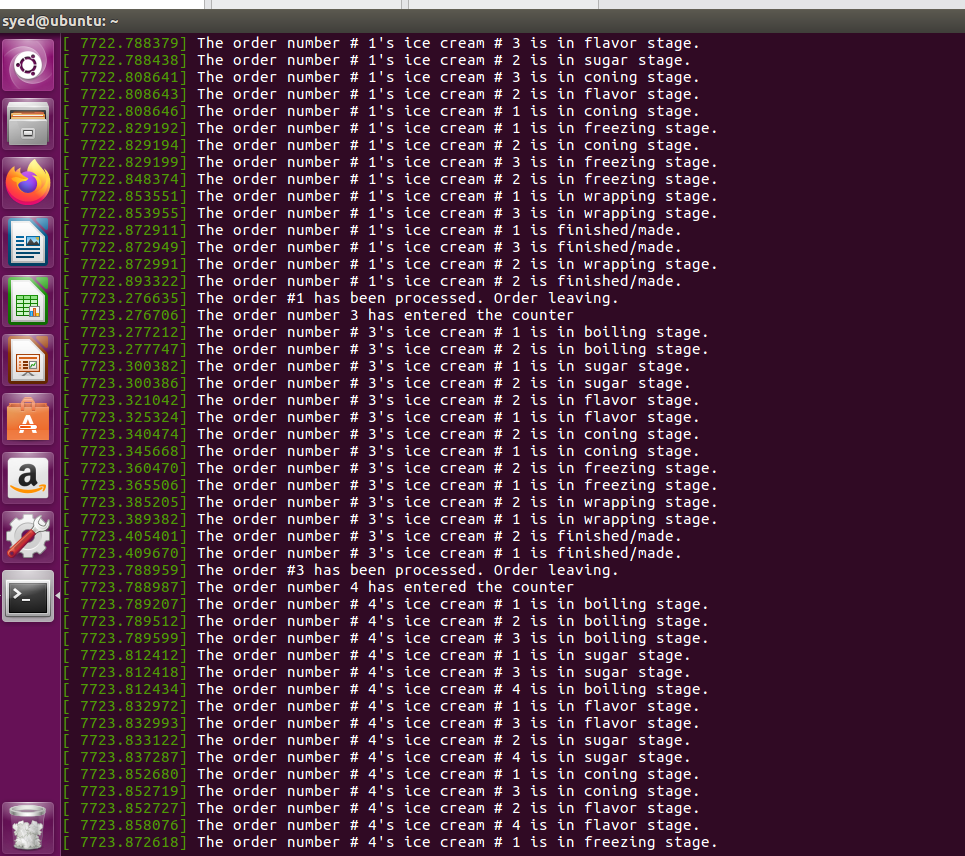 syed@ubuntu: ~
[ 7722.788379] The order number # 1's ice cream # 3 is in flavor stage.
[ 7722.788438] The order number # 1's ice cream # 2 is in sugar stage.
[ 7722.808641] The order number # 1's ice cream # 3 is in coning stage.
[ 7722.808643] The order number # 1's ice cream # 2 is in flavor stage.
[ 7722.808646] The order number # 1's ice cream # 1 is in coning stage.
[ 7722.829192] The order number # 1's ice cream # 1 is in freezing stage.
[ 7722.829194] The order number # 1's ice cream # 2 is in coning stage.
[ 7722.829199] The order number # 1's ice cream # 3 is in freezing stage.
[ 7722.848374] The order number # 1's ice cream # 2 is in freezing stage.
[ 7722.853551] The order number # 1's ice cream # 1 is in wrapping stage.
[ 7722.853955] The order number # 1's ice cream # 3 is in wrapping stage.
[ 7722.872911] The order number # 1's ice cream # 1 is finished/made.
[ 7722.872949] The order number # 1's ice cream # 3 is finished/made.
[ 7722.872991] The order number # 1's ice cream # 2 is in wrapping stage.
[ 7722.893322] The order number # 1's ice cream # 2 is finished/made.
[ 7723.276635] The order #1 has been processed. Order leaving.
[ 7723.276706] The order number 3 has entered the counter
[ 7723.277212] The order number # 3's ice cream # 1 is in boiling stage.
[ 7723.277747] The order number # 3's ice cream # 2 is in boiling stage.
[ 7723.300382] The order number # 3's ice cream # 1 is in sugar stage.
[ 7723.300386] The order number # 3's ice cream # 2 is in sugar stage.
[ 7723.321042] The order number # 3's ice cream # 2 is in flavor stage.
[ 7723.325324] The order number # 3's ice cream # 1 is in flavor stage.
[ 7723.340474] The order number # 3's ice cream # 2 is in coning stage.
[ 7723.345668] The order number # 3's ice cream # 1 is in coning stage.
[ 7723.360470] The order number # 3's ice cream # 2 is in freezing stage.
[ 7723.365506] The order number # 3's ice cream # 1 is in freezing stage.
[ 7723.385205] The order number # 3's ice cream # 2 is in wrapping stage.
[ 7723.389382] The order number # 3's ice cream # 1 is in wrapping stage.
[ 7723.405401] The order number # 3's ice cream # 2 is finished/made.
[ 7723.409670] The order number # 3's ice cream # 1 is finished/made.
[ 7723.788959] The order #3 has been processed. Order leaving.
[ 7723.788987] The order number 4 has entered the counter
[ 7723.789207] The order number # 4's ice cream # 1 is in boiling stage.
[ 7723.789512] The order number # 4's ice cream # 2 is in boiling stage.
[ 7723.789599] The order number # 4's ice cream # 3 is in boiling stage.
[ 7723.812412] The order number # 4's ice cream # 1 is in sugar stage.
[ 7723.812418] The order number # 4's ice cream # 3 is in sugar stage.
[ 7723.812434] The order number # 4's ice cream # 4 is in boiling stage.
[ 7723.832972] The order number # 4's ice cream # 1 is in flavor stage.
[ 7723.832993] The order number # 4's ice cream # 3 is in flavor stage.
[ 7723.833122] The order number # 4's ice cream # 2 is in sugar stage.
[ 7723.837287] The order number # 4's ice cream # 4 is in sugar stage.
[ 7723.852680] The order number # 4's ice cream # 1 is in coning stage.
[ 7723.852719] The order number # 4's ice cream # 3 is in coning stage.
[ 7723.852727] The order number # 4's ice cream # 2 is in flavor stage.
[ 7723.858076] The order number # 4's ice cream # 4 is in flavor stage.
[ 7723.872618] The order number # 4's ice cream # 1 is in freezing stage.